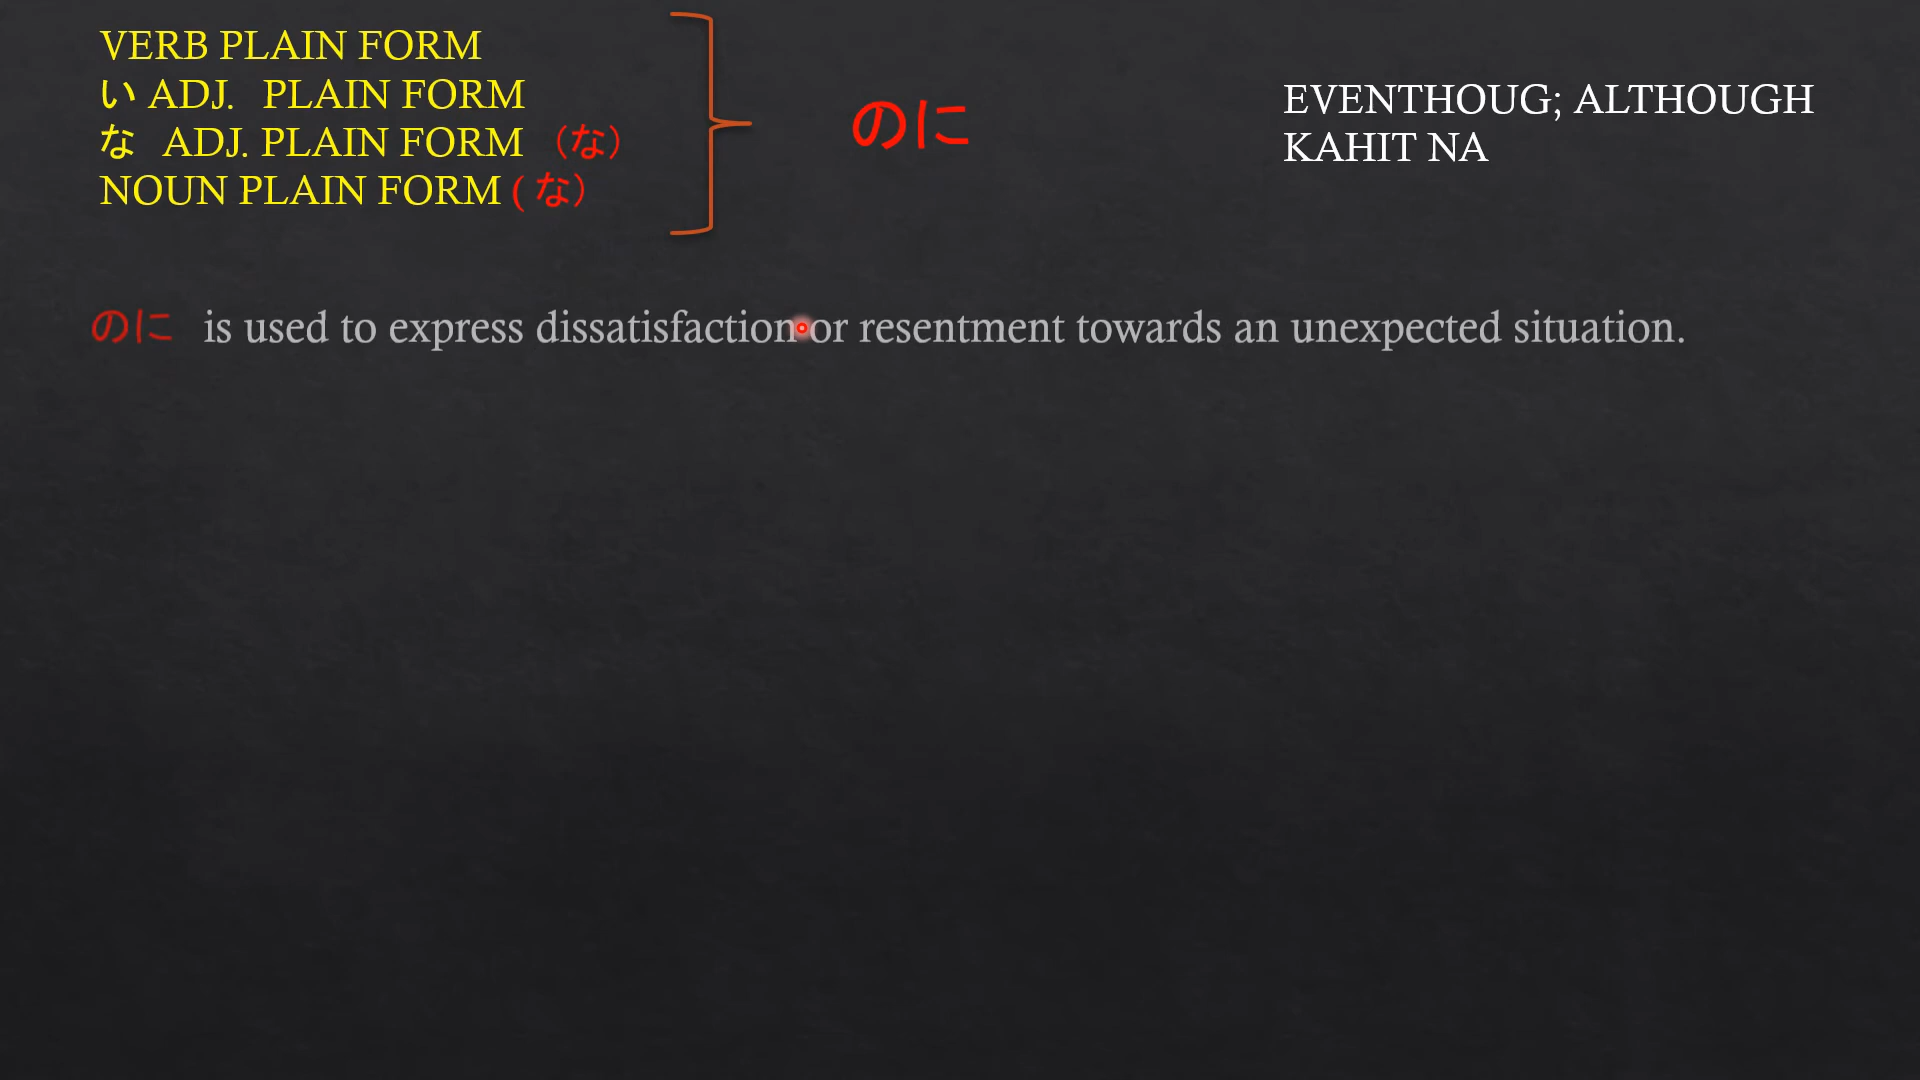 VERB PLAIN FORM
い ADJ. PLAIN FORM
な ADJ. PLAIN FORM （な）
NOUN PLAIN FORM ( な）
のに
EVENTHOUG; ALTHOUGH
KAHIT NA
のに is used to express dissatisfaction or resentment towards an unexpected situation.